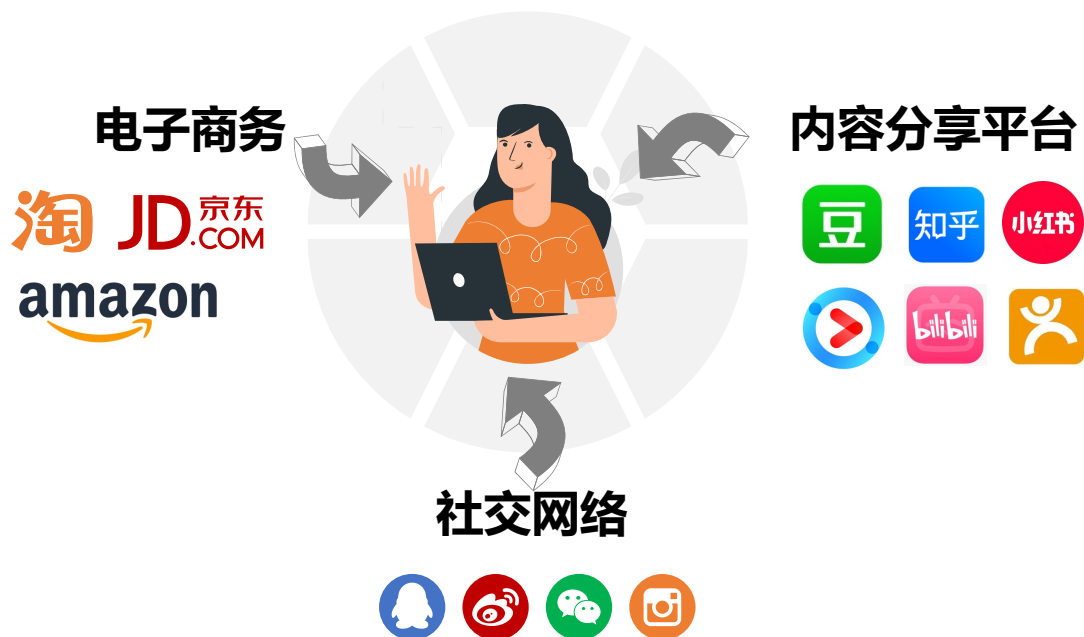 电子商务
内容分享平台
淘
JD 京东
.COM
amazon
豆
知乎
小红书
bilibili
社交网络